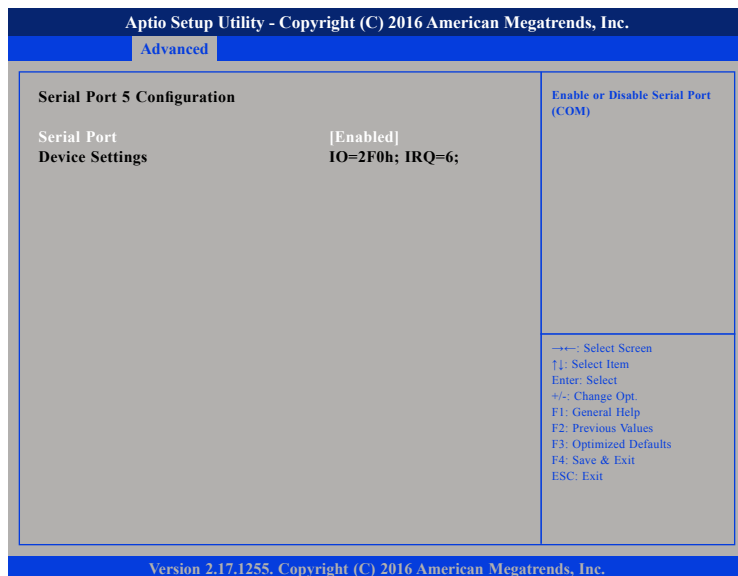 Aptio Setup Utility - Copyright (C) 2016 American Megatrends, Inc.
Advanced
Serial Port 5 Configuration
Serial Port [Enabled]
Device Settings IO=2F0h; IRQ=6;
Enable or Disable Serial Port
(COM)
→←: Select Screen
↑↓: Select Item
Enter: Select
+/-: Change Opt.
F1: General Help
F2: Previous Values
F3: Optimized Defaults
F4: Save & Exit
ESC: Exit
Version 2.17.1255. Copyright (C) 2016 American Megatrends, Inc.